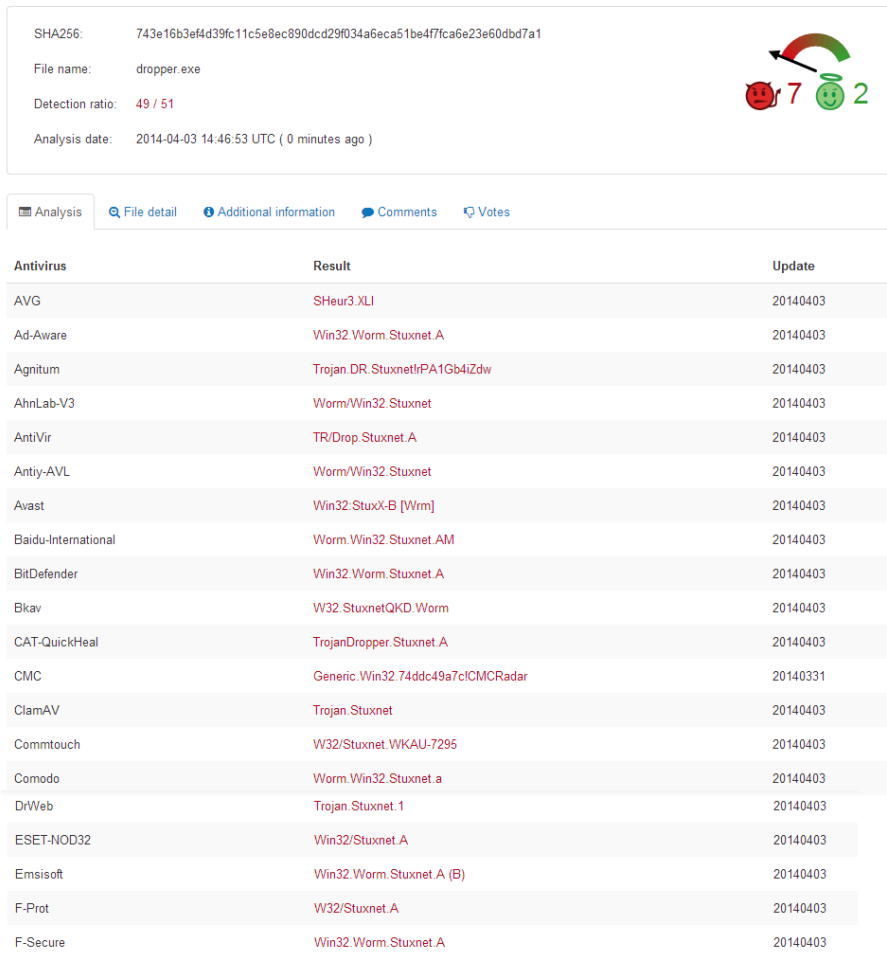 SHA256: 743e16b3ef4d39fc11c5e8ec890dcd29f034a6eca51be4f7fca6e23e60dbd7a1
File name: dropper.exe
Detection ratio: 49 / 51
Analysis date: 2014-04-03 14:46:53 UTC ( 0 minutes ago )
7 2
Analysis File detail Additional information Comments Votes
Antivirus Result Update
AVG SHeur3.XLI 20140403
Ad-Aware Win32.Worm.Stuxnet.A 20140403
Agnitum Trojan.DR.Stuxnet!rPA1Gb4iZdw 20140403
AhnLab-V3 Worm/Win32.Stuxnet 20140403
AntiVir TR/Drop.Stuxnet.A 20140403
Antiy-AVL Worm/Win32.Stuxnet 20140403
Avast Win32:StuxX-B [Wrm] 20140403
Baidu-International Worm.Win32.Stuxnet.AM 20140403
BitDefender Win32.Worm.Stuxnet.A 20140403
Bkav W32.StuxnetQKD.Worm 20140403
CAT-QuickHeal TrojanDropper.Stuxnet.A 20140403
CMC Generic.Win32.74ddc49a7c!CMCRadar 20140331
ClamAV Trojan.Stuxnet 20140403
Commtouch W32/Stuxnet.WKAU-7295 20140403
Comodo Worm.Win32.Stuxnet.a 20140403
DrWeb Trojan.Stuxnet.1 20140403
ESET-NOD32 Win32/Stuxnet.A 20140403
Emsisoft Win32.Worm.Stuxnet.A (B) 20140403
F-Prot W32/Stuxnet.A 20140403
F-Secure Win32.Worm.Stuxnet.A 20140403